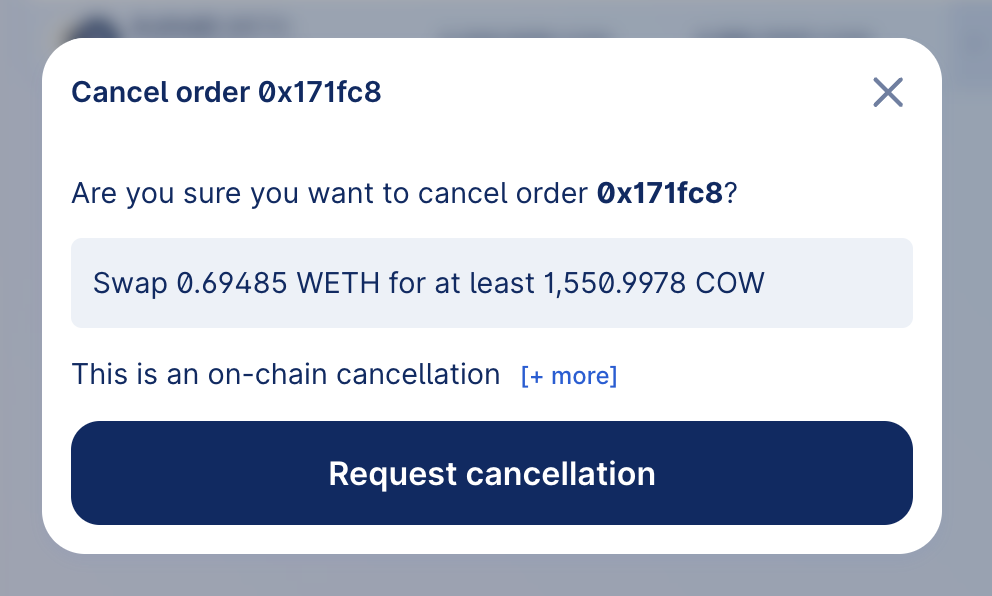 Cancel order 0x171fc8
Are you sure you want to cancel order 0x171fc8?
Swap 0.69485 WETH for at least 1,550.9978 COW
This is an on-chain cancellation [+ more]
Request cancellation